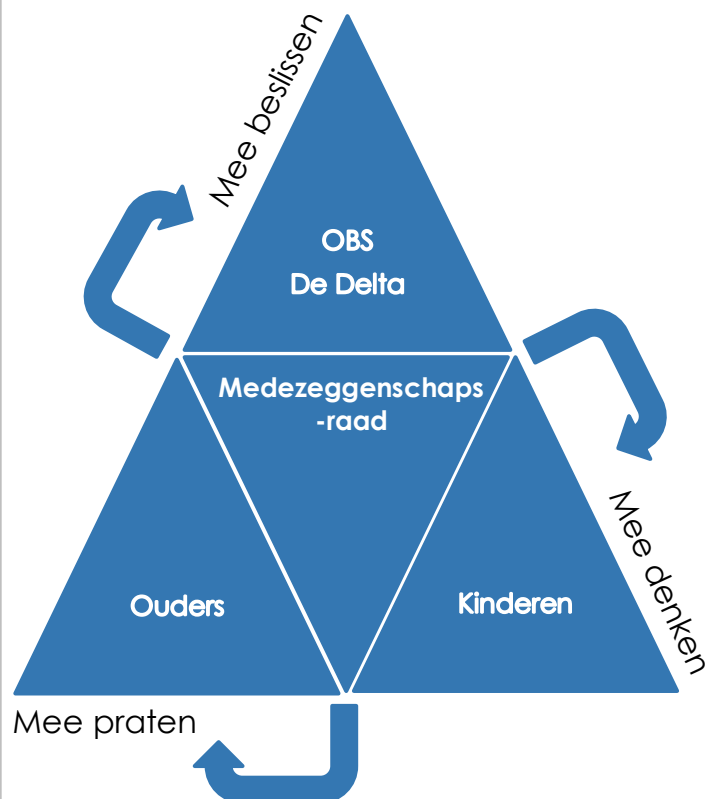 Mee beslissen
OBS
De Delta
Medezeggenschaps
-raad
Ouders
Kinderen
Mee denken
Mee praten